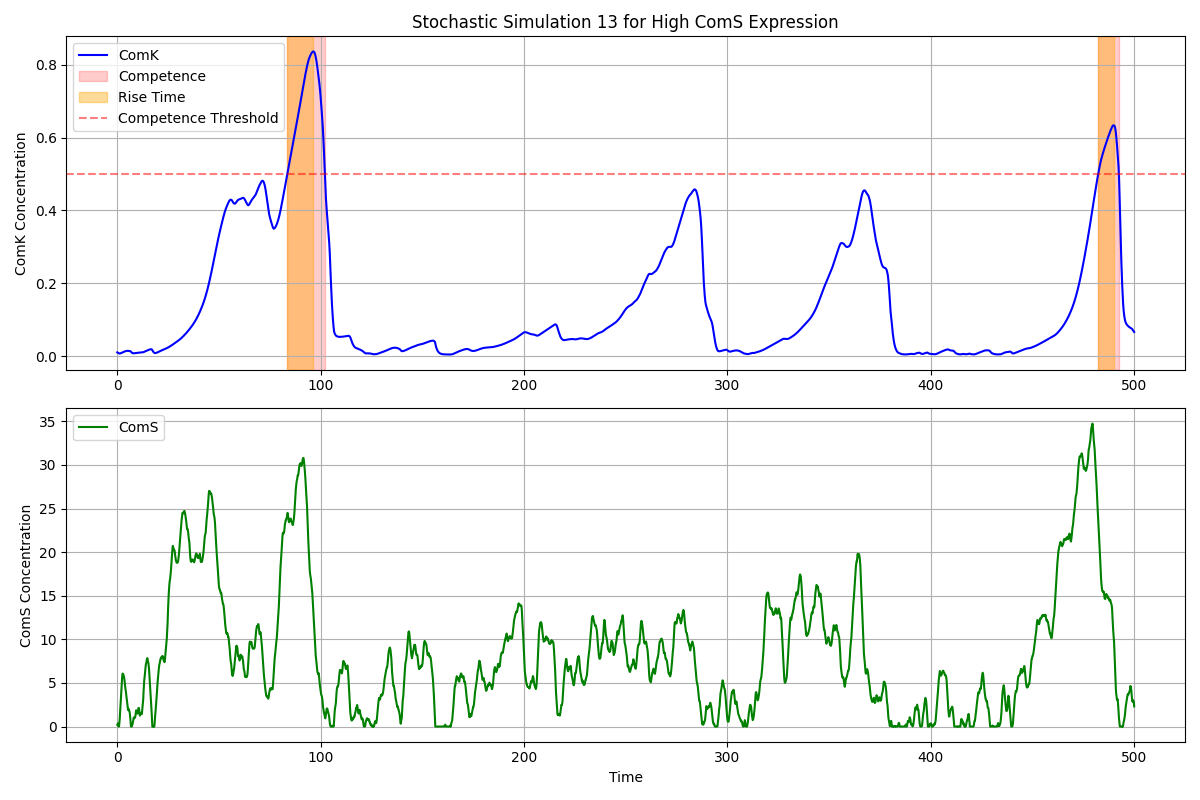 Stochastic Simulation 13 for High ComS Expression
ComK Concentration
0.8
0.6
0.4
0.2
0.0
ComK
Competence
Rise Time
Competence Threshold
0 100 200 300 400 500
ComS Concentration
35
30
25
20
15
10
5
0
ComS
0 100 200 300 400 500
Time